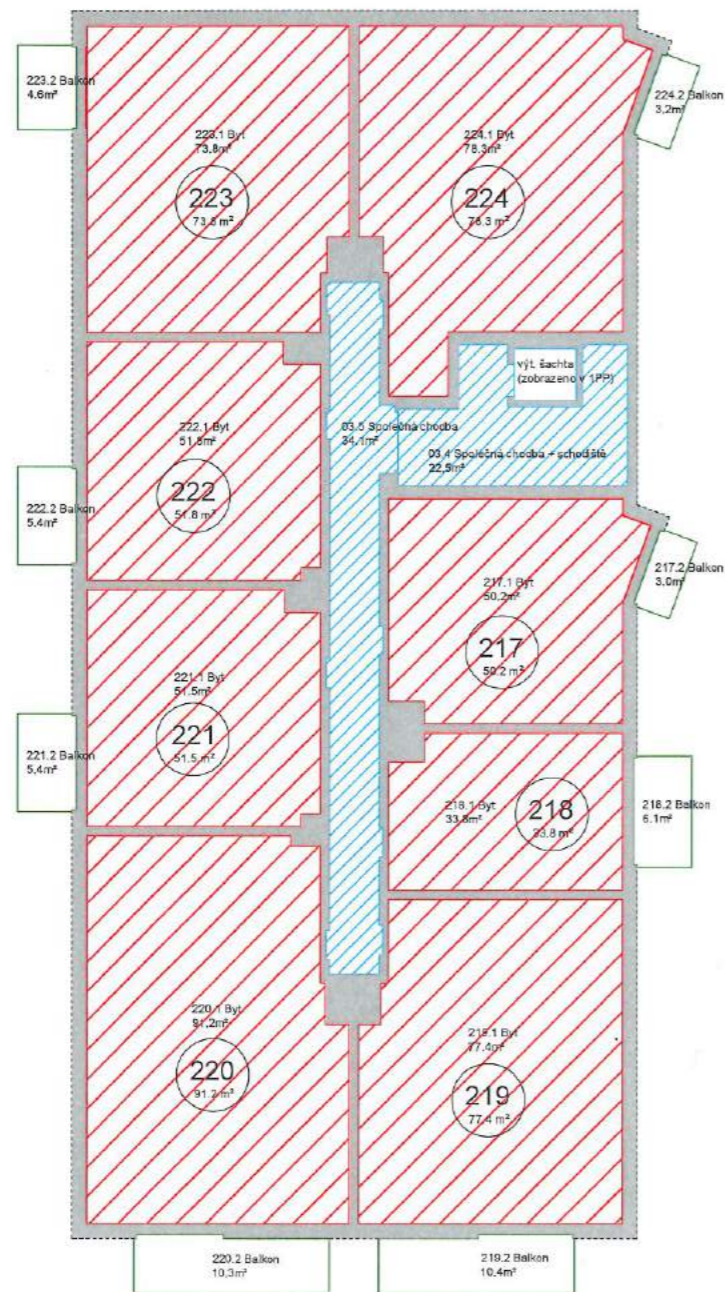 223.2 Balkon
4.6m²
223.1 Byt
73.8m²
223
73.8 m²
224.1 Byt
78.3m²
224
78.3 m²
224.2 Balkon
3,2m²
výt. šachta
(zobrazeno v 1PP)
03.5 Společná chodba
34,1m²
03.4 Společná chodba + schodiště
22,5m²
222.1 Byt
51.8m²
222
51.8 m²
222.2 Balkon
5.4m²
217.1 Byt
50.2m²
217
50.2 m²
217.2 Balkon
3.0m²
221.1 Byt
51.5m²
221
51.5 m²
221.2 Balkon
5,4m²
218.1 Byt
33.8m²
218
33.8 m²
218.2 Balkon
6.1m²
220.1 Byt
91,2m²
220
91.2 m²
219.1 Byt
77.4m²
219
77.4 m²
220.2 Balkon
10,3m²
219.2 Balkon
10.4m²